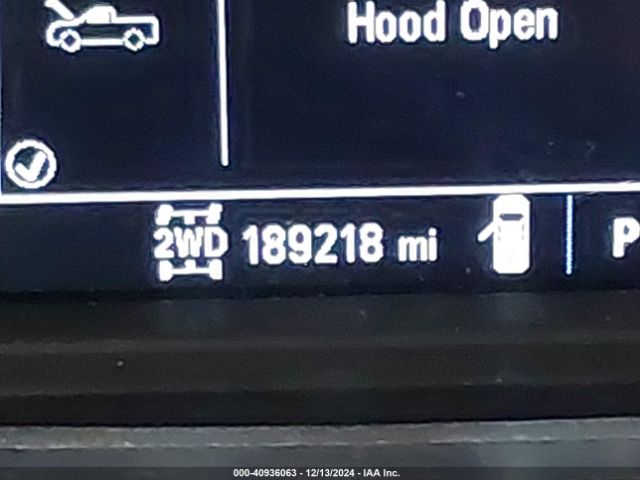 Hood Open
2WD 189218 mi P
000-40936063 - 12/13/2024 - IAA Inc.